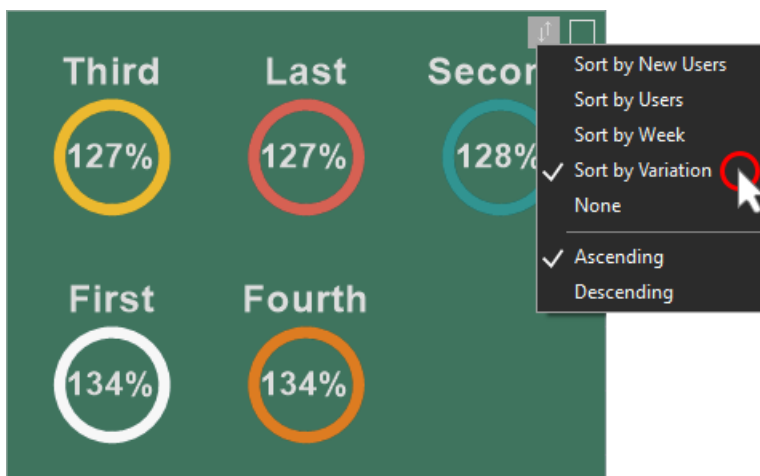 Third Last
127% 127% 128%
First Fourth
134% 134%
Sort by New Users
Sort by Users
Sort by Week
Sort by Variation
None
Ascending
Descending